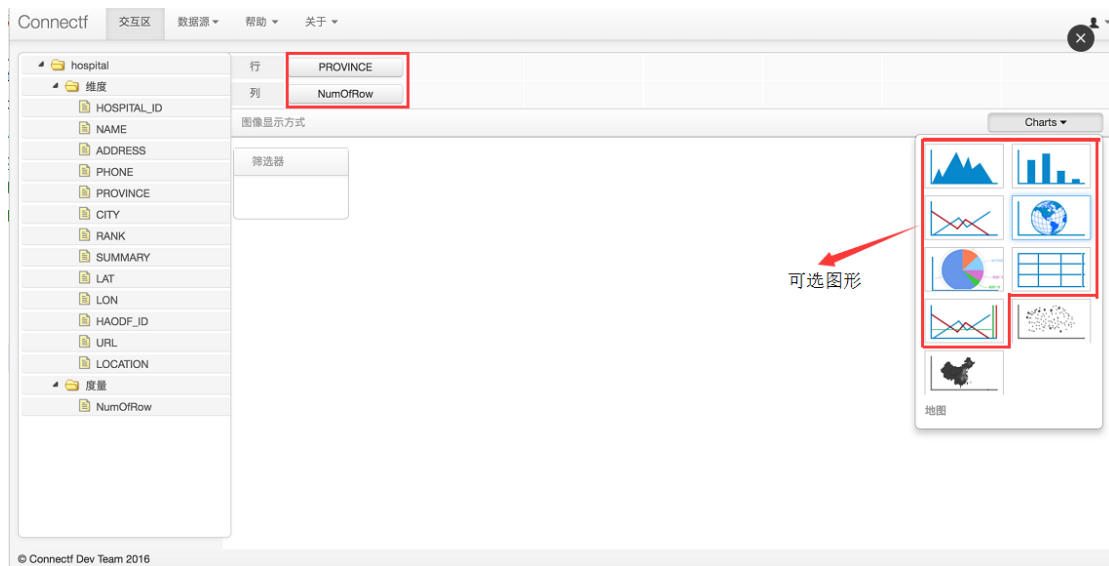 Connectf 交互区 数据源 帮助 关于
hospital
维度
HOSPITAL_ID
NAME
ADDRESS
PHONE
PROVINCE
CITY
RANK
SUMMARY
LAT
LON
HAODF_ID
URL
LOCATION
度量
NumOfRow
行 PROVINCE
列 NumOfRow
图像显示方式 Charts
筛选器
可选图形
地图
© Connectf Dev Team 2016